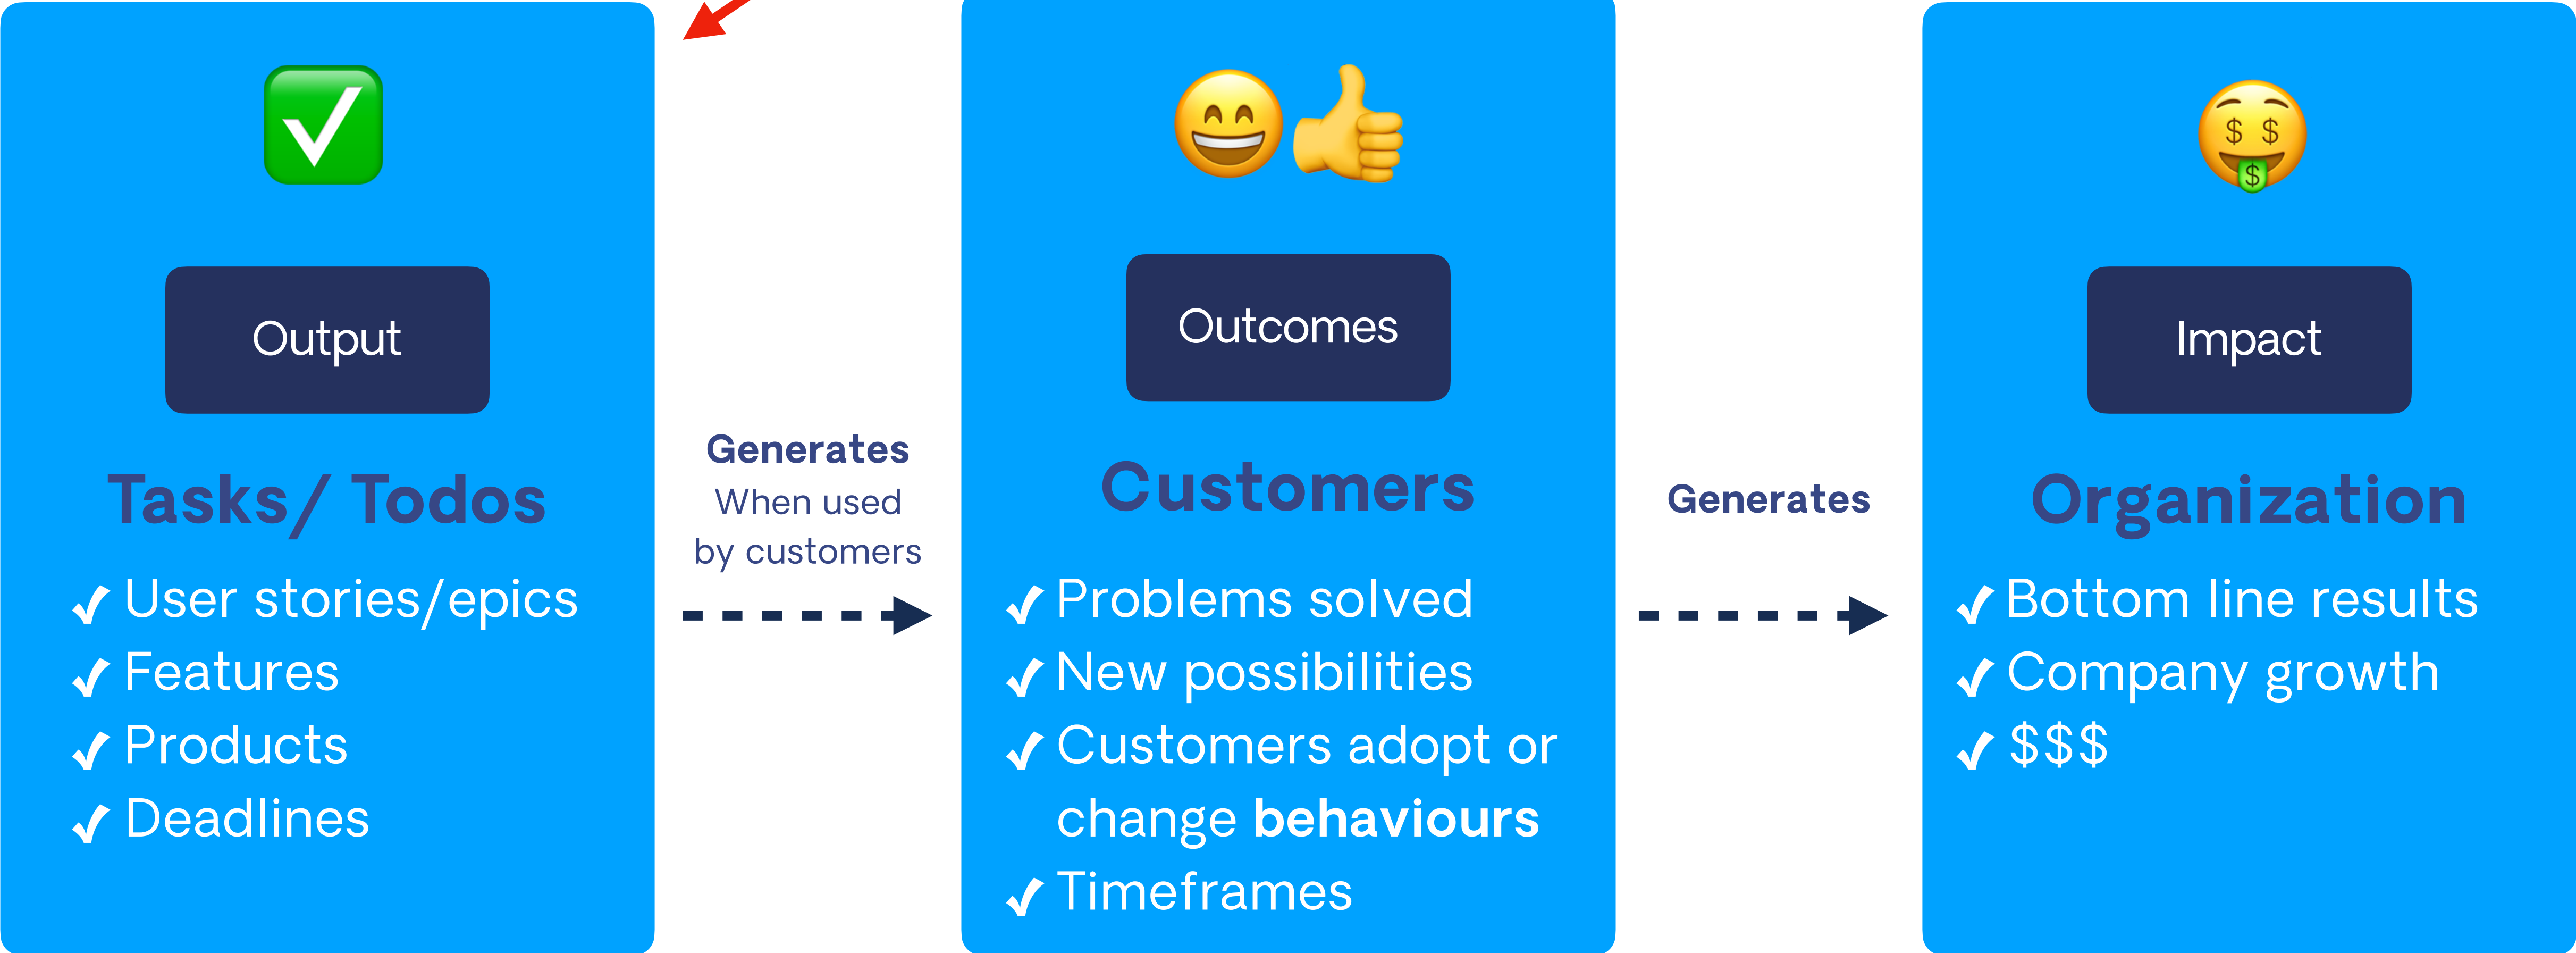 Output
Tasks/ Todos
User stories/epics
Features
Products
Deadlines
Generates
When used
by customers
Outcomes
Customers
Problems solved
New possibilities
Customers adopt or
change behaviours
Timeframes
Generates
Impact
Organization
Bottom line results
Company growth
$$$